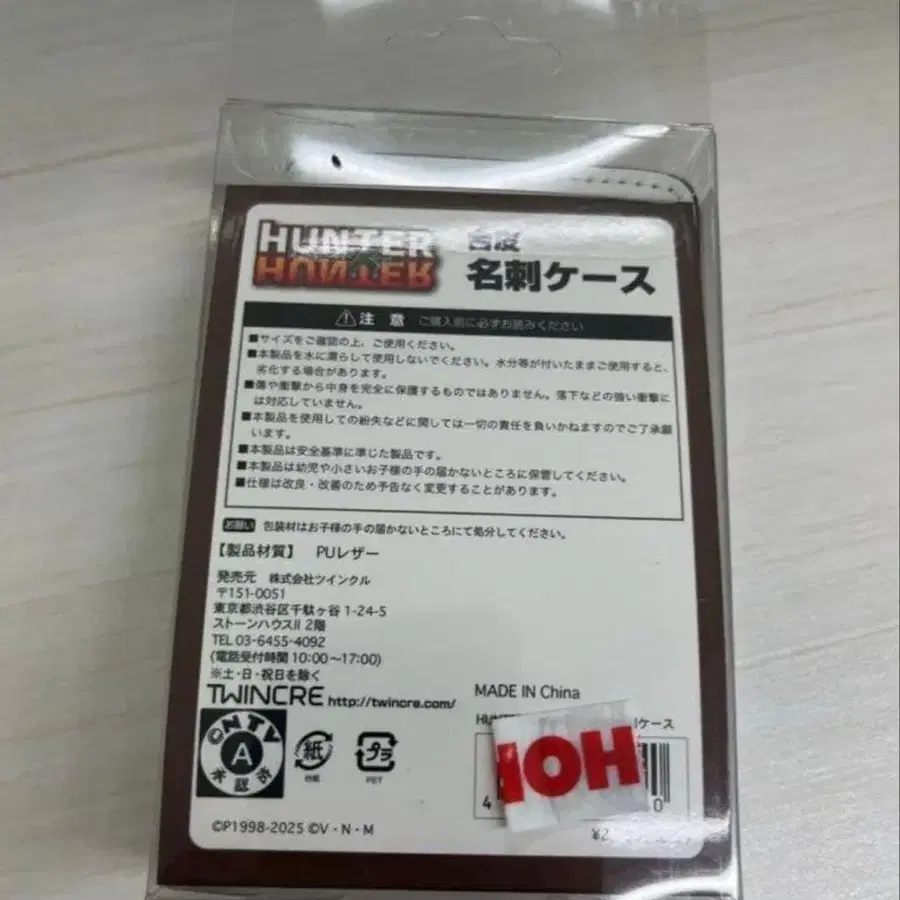 HUNTER
HUNTER
合皮
名刺ケース
注 意 ご購入前に必ずお読みください
■サイズをご確認の上、ご使用ください。
■本製品を水に濡らして使用しないでください。水分等が付いたままご使用すると、
劣化する場合があります。
■傷や衝撃から中身を完全に保護するものではありません。落下などの強い衝撃に
は対応していません。
■本製品を使用しての紛失などに関しては一切の責任を負いかねますのでご了承願
います。
■本製品は安全基準に準じた製品です。
■本製品は幼児や小さいお子様の手の届かないところに保管してください。
■仕様は改良・改善のため予告なく変更することがあります。
お願い 包装材はお子様の手の届かないところにて処分してください。
【製品材質】 PUレザー
発売元 株式会社ツインクル
〒151-0051
東京都渋谷区千駄ヶ谷 1-24-5
ストーンハウスII 2階
TEL 03-6455-4092
(電話受付時間 10:00～17:00)
※土・日・祝日を除く
TWINCRE http://twincre.com/
MADE IN China
ケース
©NTV
A
承認許
紙
台紙
プラ
PET
HOH
4
0
©P1998-2025 ©V・N・M
¥2